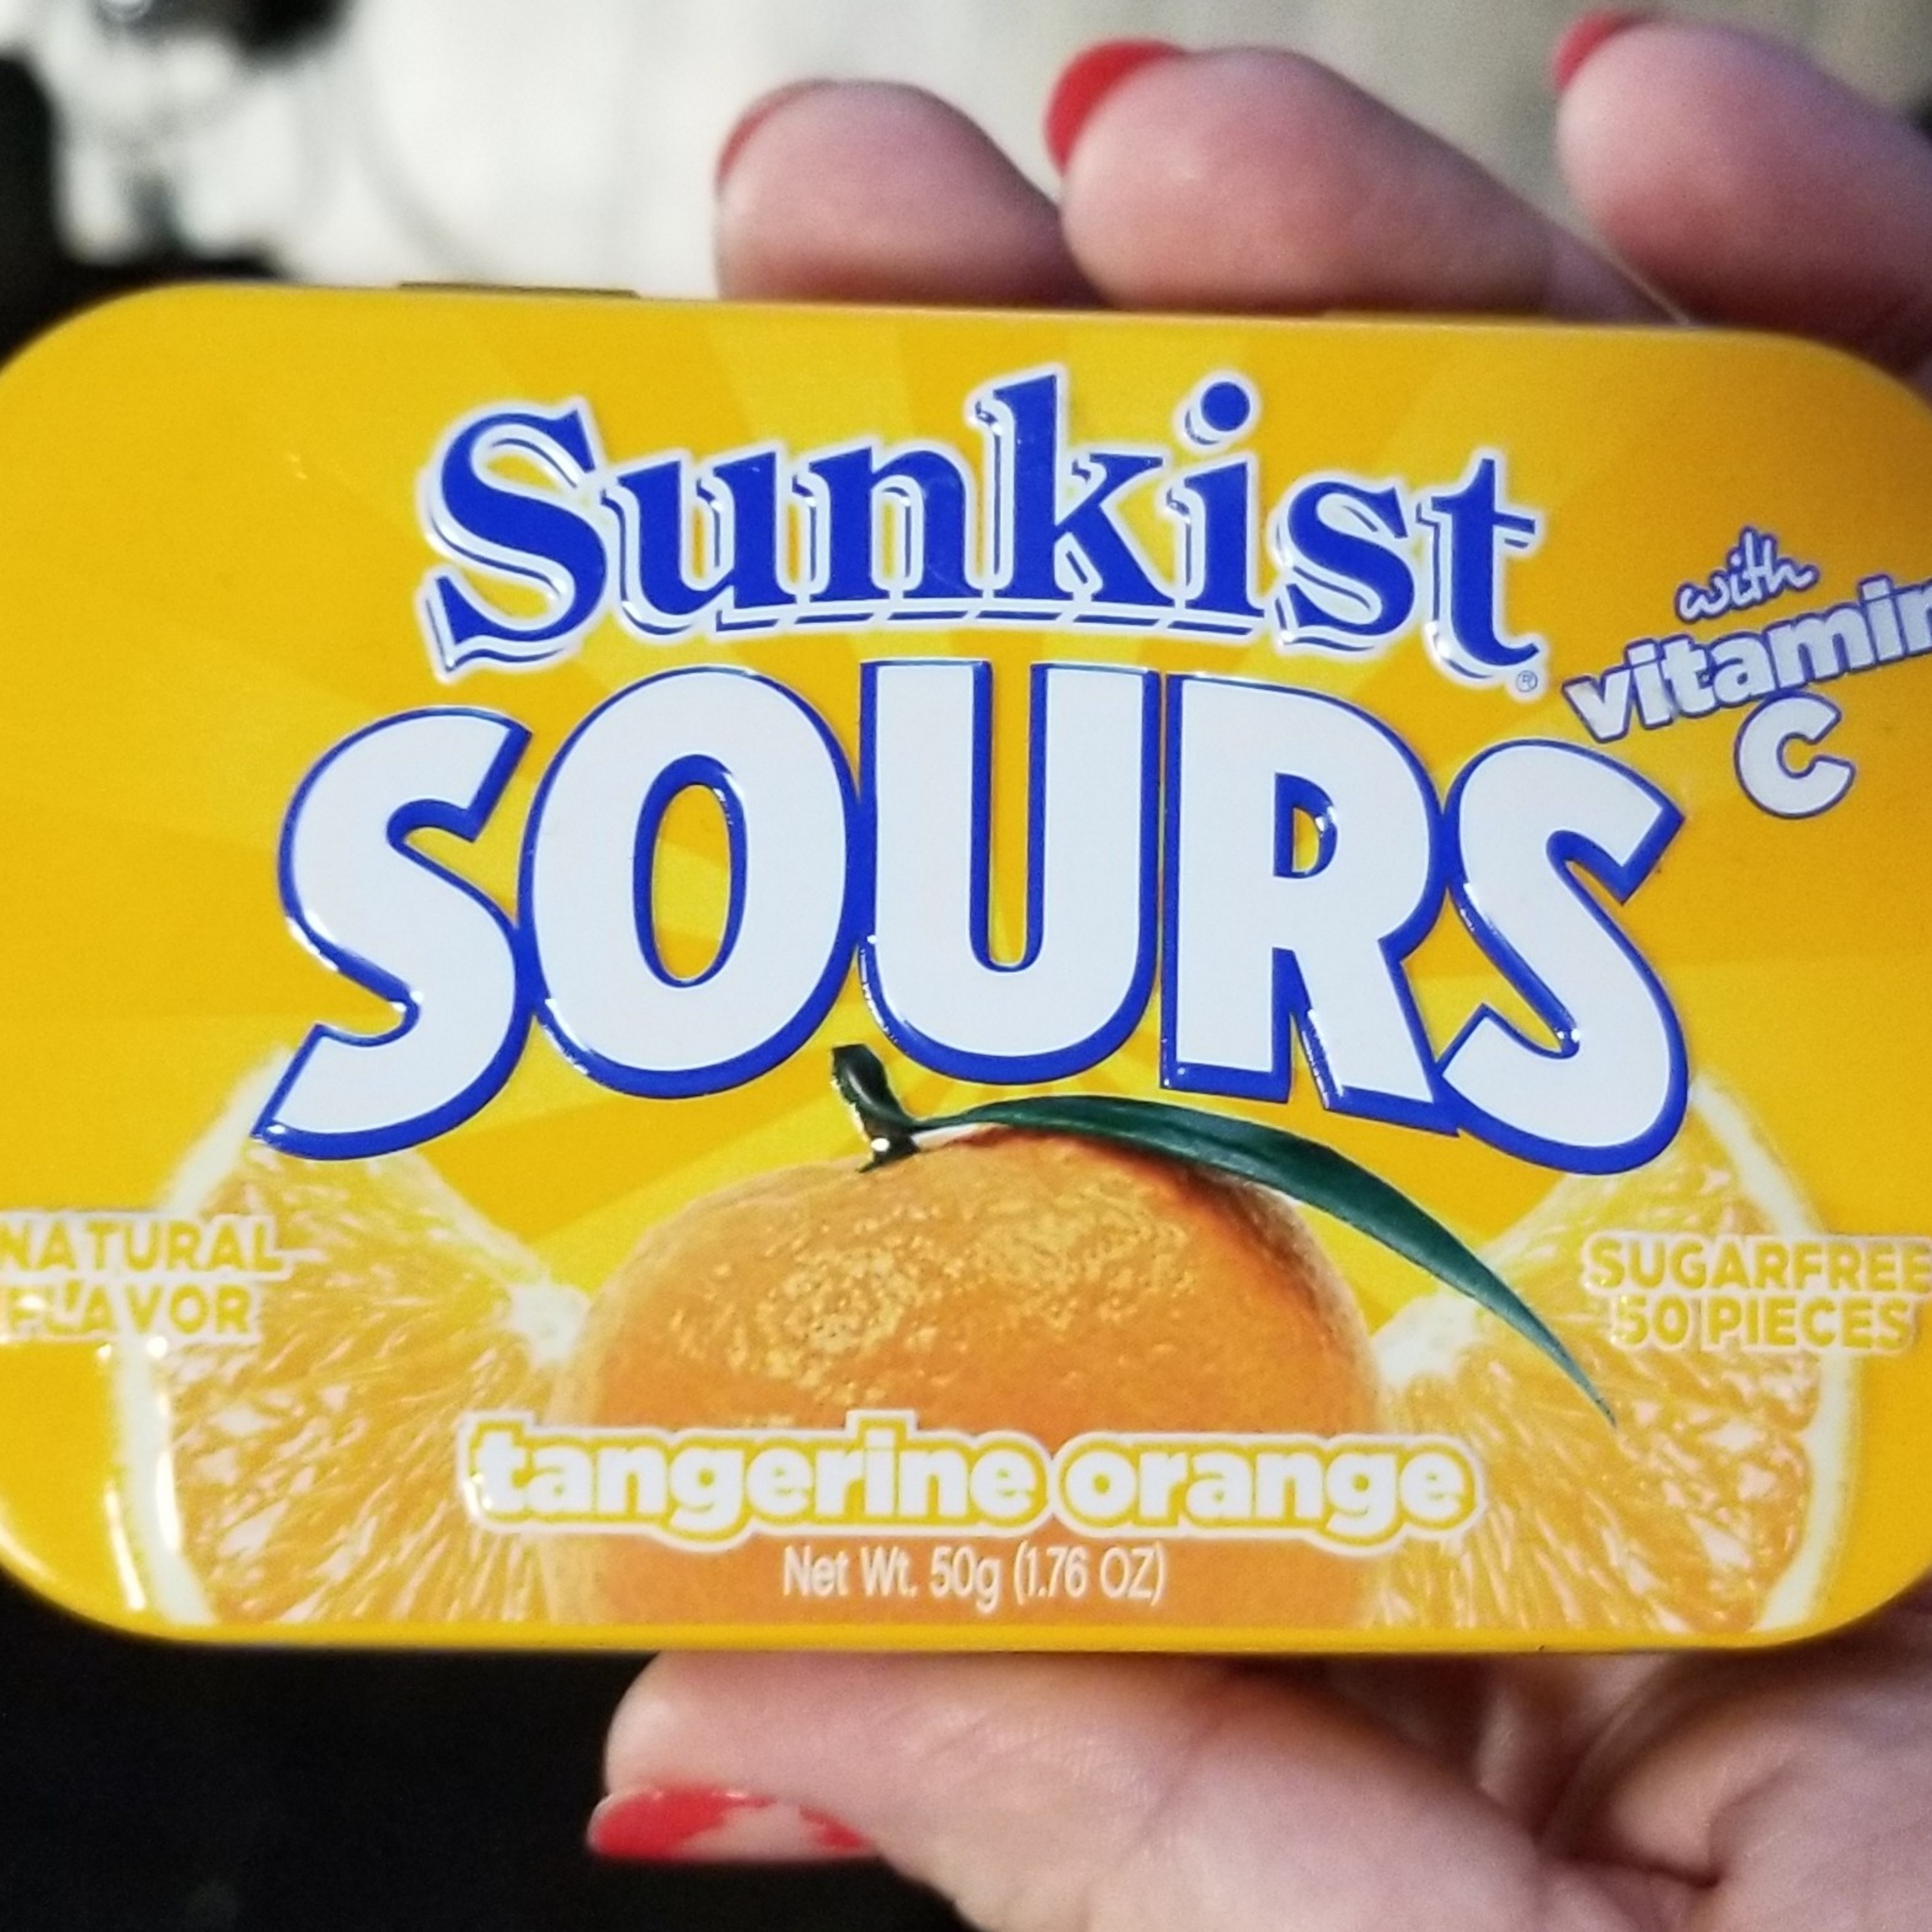 Sunkist®
SOURS
with
vitamin
C
NATURAL
FLAVOR
SUGARFREE
50 PIECES
tangerine orange
Net Wt. 50g (1.76 OZ)